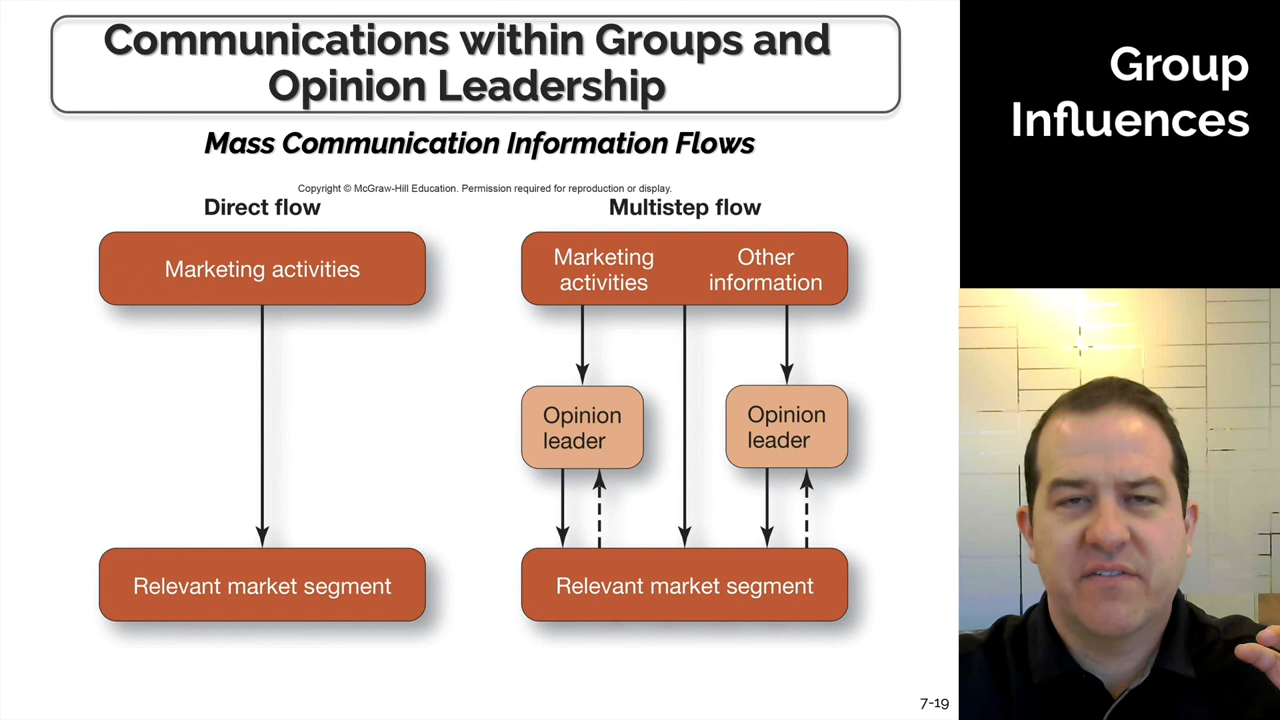 Communications within Groups and
Opinion Leadership
Mass Communication Information Flows
Copyright © McGraw-Hill Education. Permission required for reproduction or display.
Direct flow
Marketing activities
Relevant market segment
Multistep flow
Marketing
activities
Other
information
Opinion
leader
Opinion
leader
Relevant market segment
7-19
Group
Influences